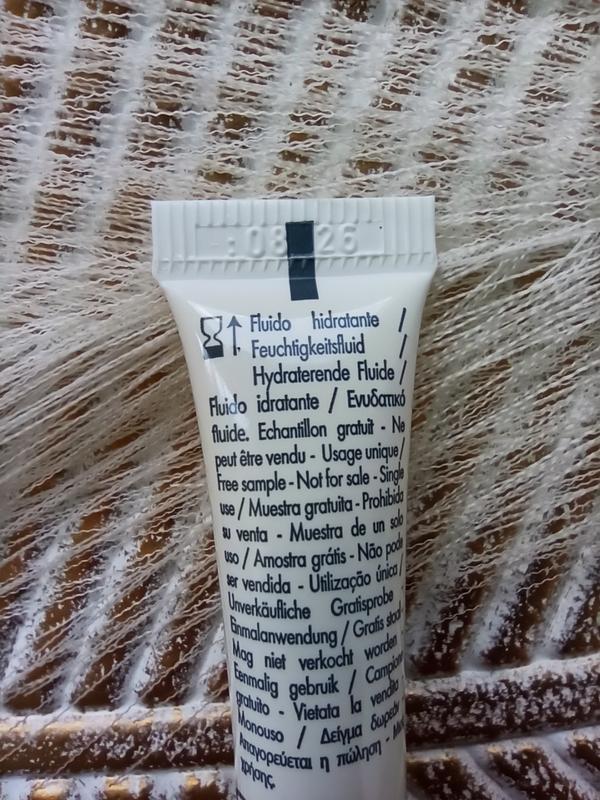 : 08 26
Fluido hidratante /
Feuchtigkeitsfluid /
Hydraterende Fluide /
Fluido idratante / Ενυδατικό
fluide. Echantillon gratuit - Ne
peut être vendu - Usage unique /
Free sample - Not for sale - Single
use / Muestra gratuita - Prohibida
su venta - Muestra de un solo
uso / Amostra grátis - Não pode
ser vendida - Utilização única /
Unverkäufliche Gratisprobe -
Einmalanwendung / Gratis staal -
Mag niet verkocht worden
Eenmalig gebruik /
gratuito - Vietata la vendita
Monouso / Δείγμα δωρεάν
Απαγορεύεται η πώληση -
χρήσης.